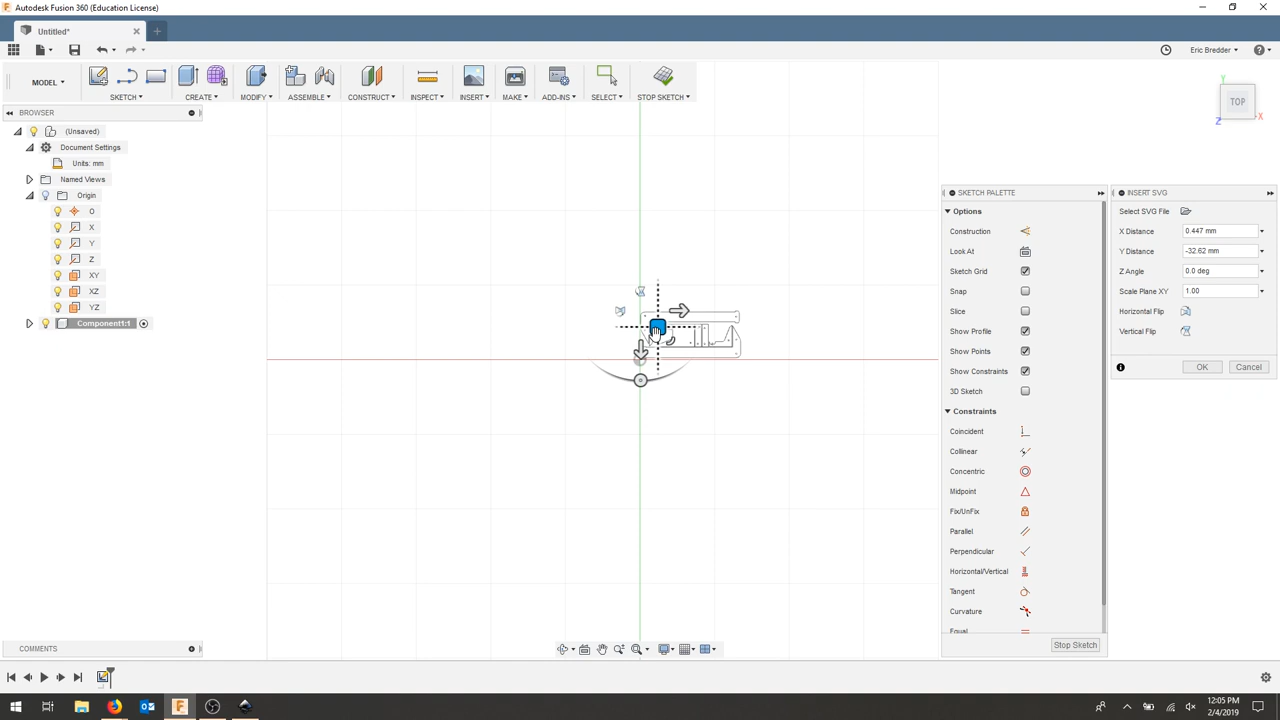 Autodesk Fusion 360 (Education License)
Untitled*
Eric Bredder
MODEL
SKETCH
CREATE
MODIFY
ASSEMBLE
CONSTRUCT
INSPECT
INSERT
MAKE
ADD-INS
SELECT
STOP SKETCH
BROWSER
(Unsaved)
Document Settings
Units: mm
Named Views
Origin
O
X
Y
Z
XY
XZ
YZ
Component1:1
Y
TOP
Z
X
SKETCH PALETTE
Options
Construction
Look At
Sketch Grid
Snap
Slice
Show Profile
Show Points
Show Constraints
3D Sketch
Constraints
Coincident
Collinear
Concentric
Midpoint
Fix/UnFix
Parallel
Perpendicular
Horizontal/Vertical
Tangent
Curvature
Equal
Stop Sketch
INSERT SVG
Select SVG File
X Distance 0.447 mm
Y Distance -32.62 mm
Z Angle 0.0 deg
Scale Plane XY 1.00
Horizontal Flip
Vertical Flip
OK Cancel
COMMENTS
12:05 PM
2/4/2019